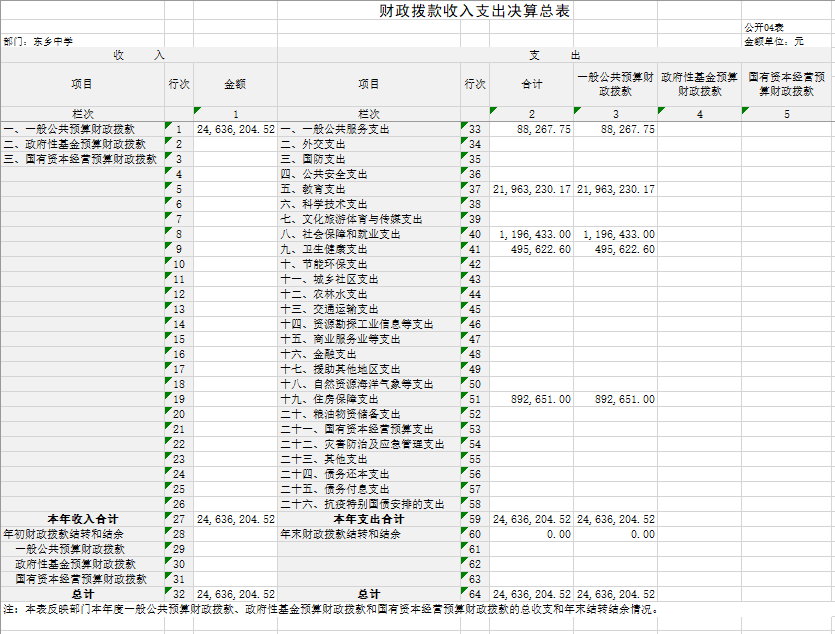 财政拨款收入支出决算总表
公开04表
部门：东乡中学 金额单位：元
收 入 支 出
项目 行次 金额 项目 行次 合计 一般公共预算财政拨款 政府性基金预算财政拨款 国有资本经营预算财政拨款
栏次 1 栏次 2 3 4 5
一、一般公共预算财政拨款 1 24,636,204.52 一、一般公共服务支出 33 88,267.75 88,267.75
二、政府性基金预算财政拨款 2 二、外交支出 34
三、国有资本经营预算财政拨款 3 三、国防支出 35
4 四、公共安全支出 36
5 五、教育支出 37 21,963,230.17 21,963,230.17
6 六、科学技术支出 38
7 七、文化旅游体育与传媒支出 39
8 八、社会保障和就业支出 40 1,196,433.00 1,196,433.00
9 九、卫生健康支出 41 495,622.60 495,622.60
10 十、节能环保支出 42
11 十一、城乡社区支出 43
12 十二、农林水支出 44
13 十三、交通运输支出 45
14 十四、资源勘探工业信息等支出 46
15 十五、商业服务业等支出 47
16 十六、金融支出 48
17 十七、援助其他地区支出 49
18 十八、自然资源海洋气象等支出 50
19 十九、住房保障支出 51 892,651.00 892,651.00
20 二十、粮油物资储备支出 52
21 二十一、国有资本经营预算支出 53
22 二十二、灾害防治及应急管理支出 54
23 二十三、其他支出 55
24 二十四、债务还本支出 56
25 二十五、债务付息支出 57
26 二十六、抗疫特别国债安排的支出 58
本年收入合计 27 24,636,204.52 本年支出合计 59 24,636,204.52 24,636,204.52
年初财政拨款结转和结余 28 年末财政拨款结转和结余 60 0.00 0.00
一般公共预算财政拨款 29 61
政府性基金预算财政拨款 30 62
国有资本经营预算财政拨款 31 63
总计 32 24,636,204.52 总计 64 24,636,204.52 24,636,204.52
注：本表反映部门本年度一般公共预算财政拨款、政府性基金预算财政拨款和国有资本经营预算财政拨款的总收支和年末结转结余情况。